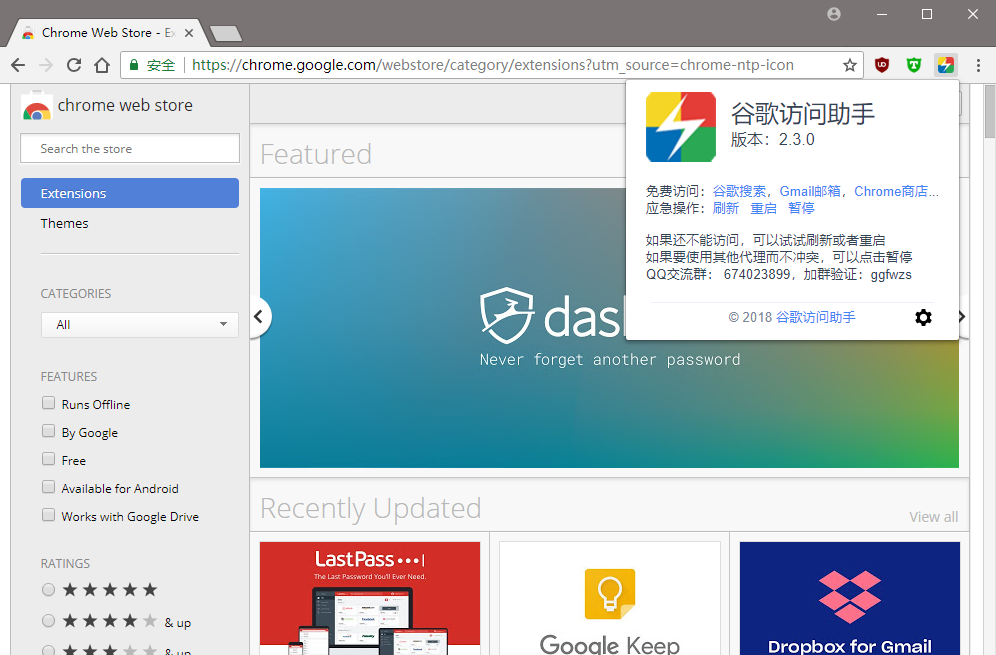 Chrome Web Store - Ex
安全
https://chrome.google.com/webstore/category/extensions?utm_source=chrome-ntp-icon
chrome web store
Search the store
Extensions
Themes
CATEGORIES
All
FEATURES
Runs Offline
By Google
Free
Available for Android
Works with Google Drive
RATINGS
& up
& up
谷歌访问助手
版本：2.3.0
免费访问：谷歌搜索，Gmail邮箱，Chrome商店...
应急操作：刷新 重启 暂停
如果还不能访问，可以试试刷新或者重启
如果要使用其他代理而不冲突，可以点击暂停
QQ交流群： 674023899，加群验证：ggfwzs
© 2018 谷歌访问助手
Featured
das
Never forget another password
Recently Updated
View all
LastPass
The Last Password You'll Ever Need.
Google Keep
Dropbox for Gmail